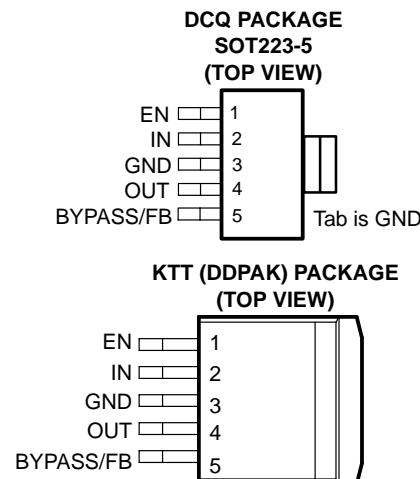 DCQ PACKAGE
SOT223-5
(TOP VIEW)
EN 1
IN 2
GND 3
OUT 4
BYPASS/FB 5
Tab is GND
KTT (DDPAK) PACKAGE
(TOP VIEW)
EN 1
IN 2
GND 3
OUT 4
BYPASS/FB 5